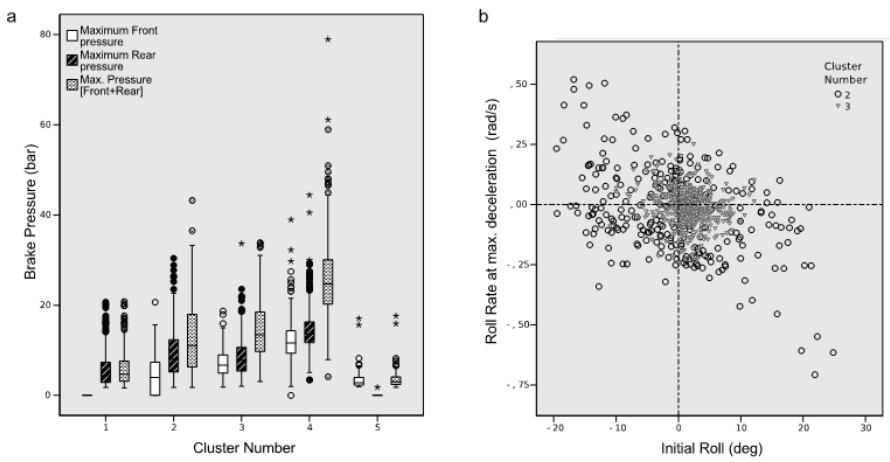 a
80
60
40
20
0
Brake Pressure (bar)
Maximum Front
pressure
Maximum Rear
pressure
Max. Pressure
[Front+Rear]
1 2 3 4 5
Cluster Number
b
,50
,25
,00
-,25
-,50
-,75
Roll Rate at max. deceleration (rad/s)
Cluster
Number
2
3
-20 -10 0 10 20 30
Initial Roll (deg)